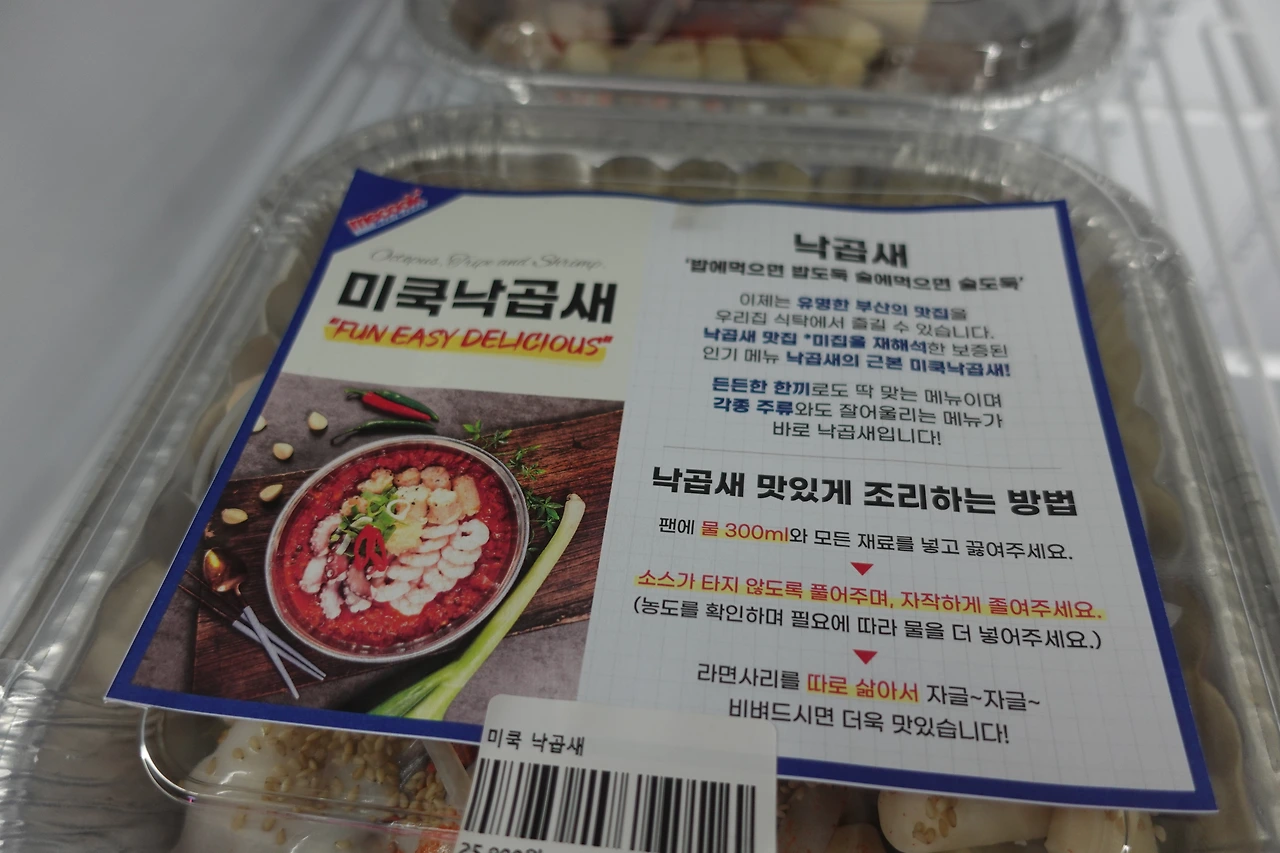 mecook
Octopus, Tripe and Shrimp.
미쿡낙곱새
"FUN EASY DELICIOUS"
낙곱새
'밥에먹으면 밥도둑 술에먹으면 술도둑'
이제는 유명한 부산의 맛집을
우리집 식탁에서 즐길 수 있습니다.
낙곱새 맛집 *미집을 재해석한 보증된
인기 메뉴 낙곱새의 근본 미쿡낙곱새!
든든한 한끼로도 딱 맞는 메뉴이며
각종 주류와도 잘어울리는 메뉴가
바로 낙곱새입니다!
낙곱새 맛있게 조리하는 방법
팬에 물 300ml와 모든 재료를 넣고 끓여주세요.
소스가 타지 않도록 풀어주며, 자작하게 졸여주세요.
(농도를 확인하며 필요에 따라 물을 더 넣어주세요.)
라면사리를 따로 삶아서 자글~자글~
비벼드시면 더욱 맛있습니다!
미쿡 낙곱새